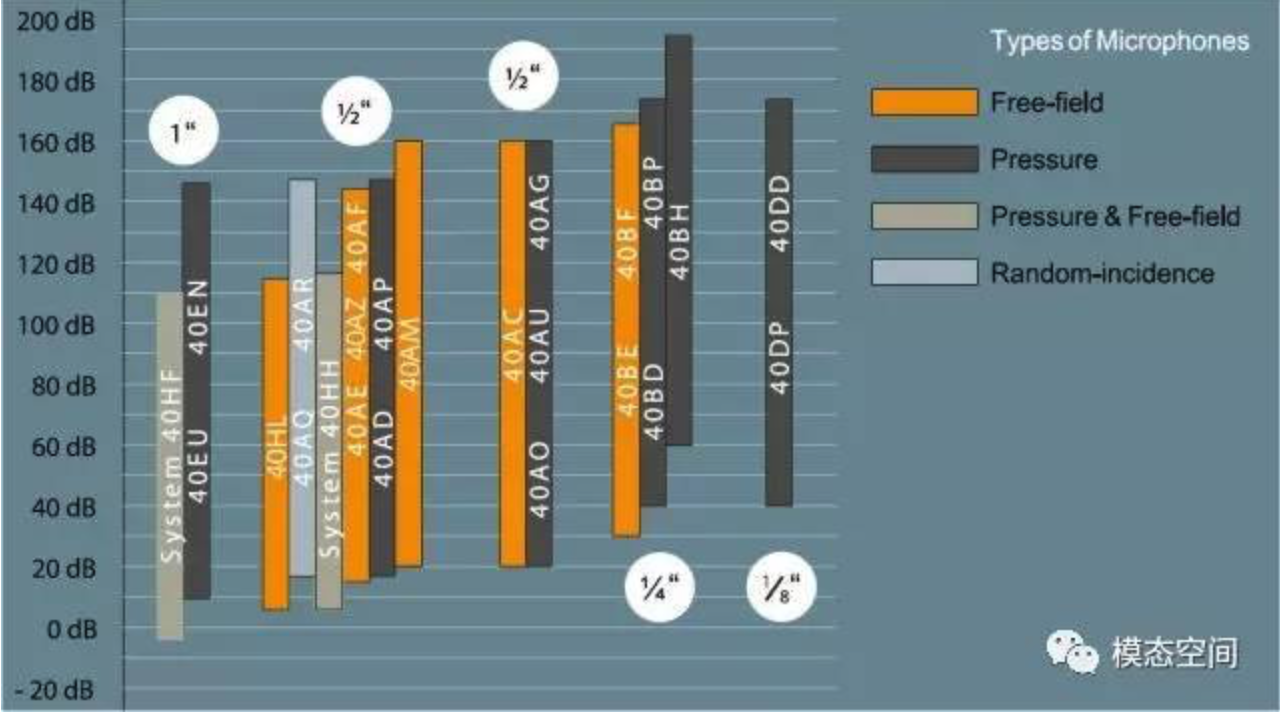 200 dB
180 dB
160 dB
140 dB
120 dB
100 dB
80 dB
60 dB
40 dB
20 dB
0 dB
- 20 dB
1“
½“
½“
¼“
⅛“
System 40HF
40EU 40EN
40HL
40AQ 40AR
System 40HH
40AE 40AZ 40AF
40AD 40AP
40AM
40AC
40AO 40AU 40AG
40BE 40BF
40BD 40BP
40BH
40DP 40DD
Types of Microphones
Free-field
Pressure
Pressure & Free-field
Random-incidence
模态空间